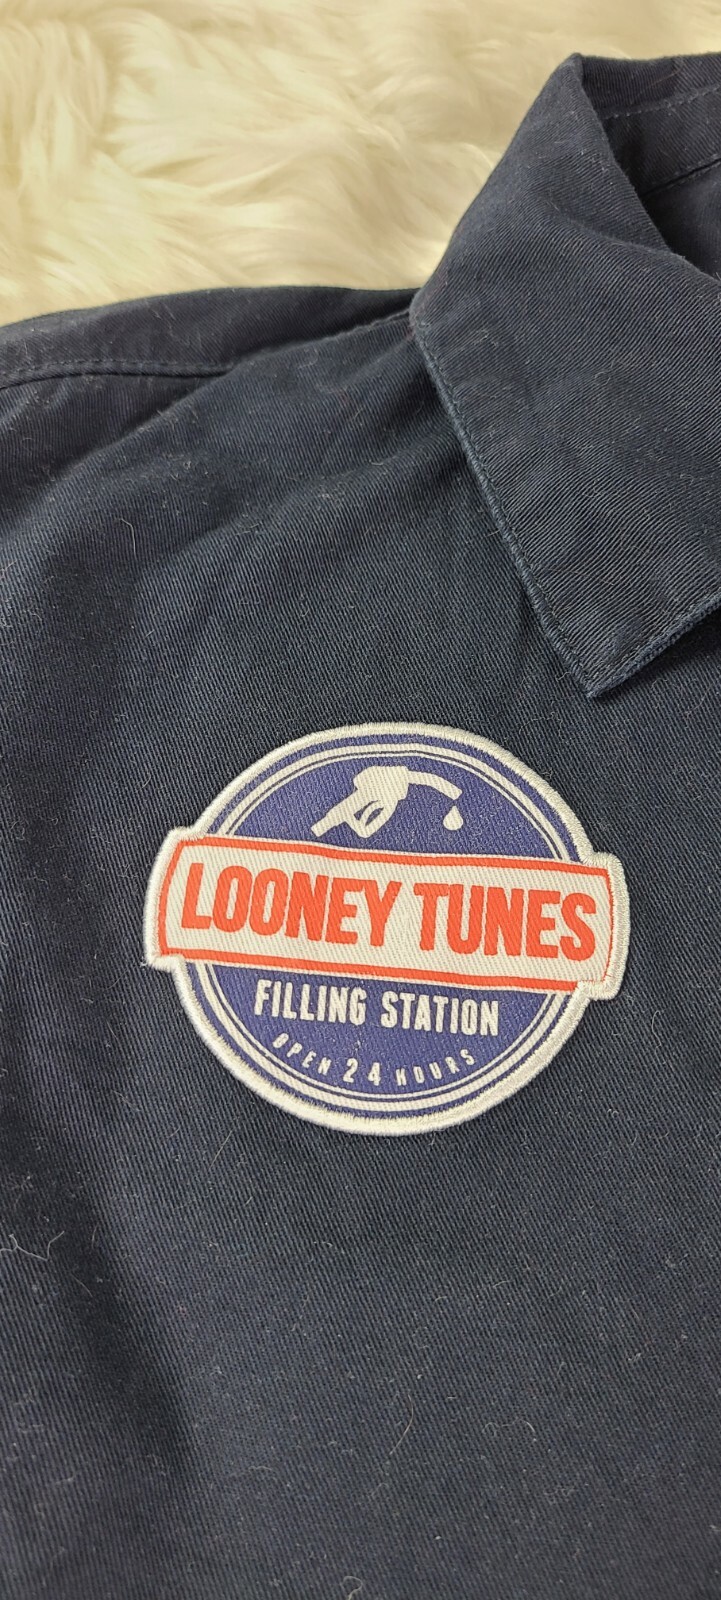 LOONEY TUNES
FILLING STATION
OPEN 24 HOURS